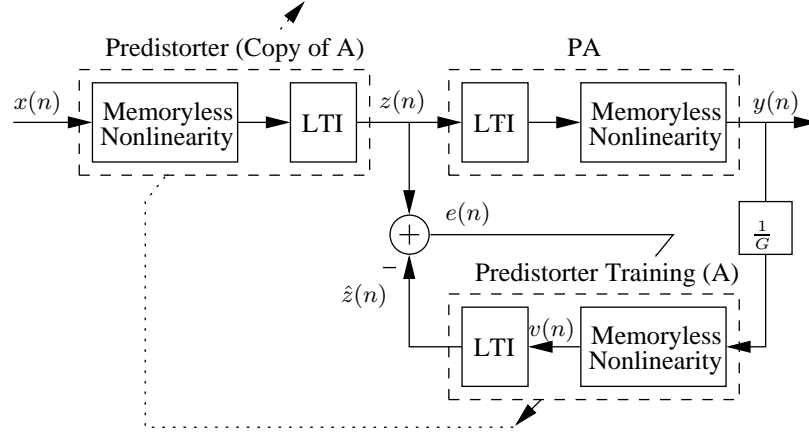 Predistorter (Copy of A)
PA
x(n)
Memoryless
Nonlinearity
LTI
z(n)
LTI
Memoryless
Nonlinearity
y(n)
+
e(n)
1
G
−
ẑ(n)
Predistorter Training (A)
LTI
v(n)
Memoryless
Nonlinearity